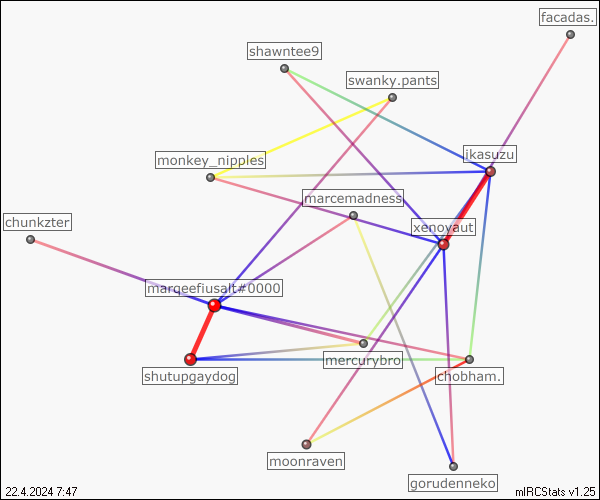 facadas.
shawntee9
swanky.pants
ikasuzu
monkey_nipples
marcemadness
chunkzter
xenovaut
marqeefiusalt#0000
mercurybro
shutupgaydog
chobham.
moonraven
gorudenneko
22.4.2024 7:47
mIRCStats v1.25